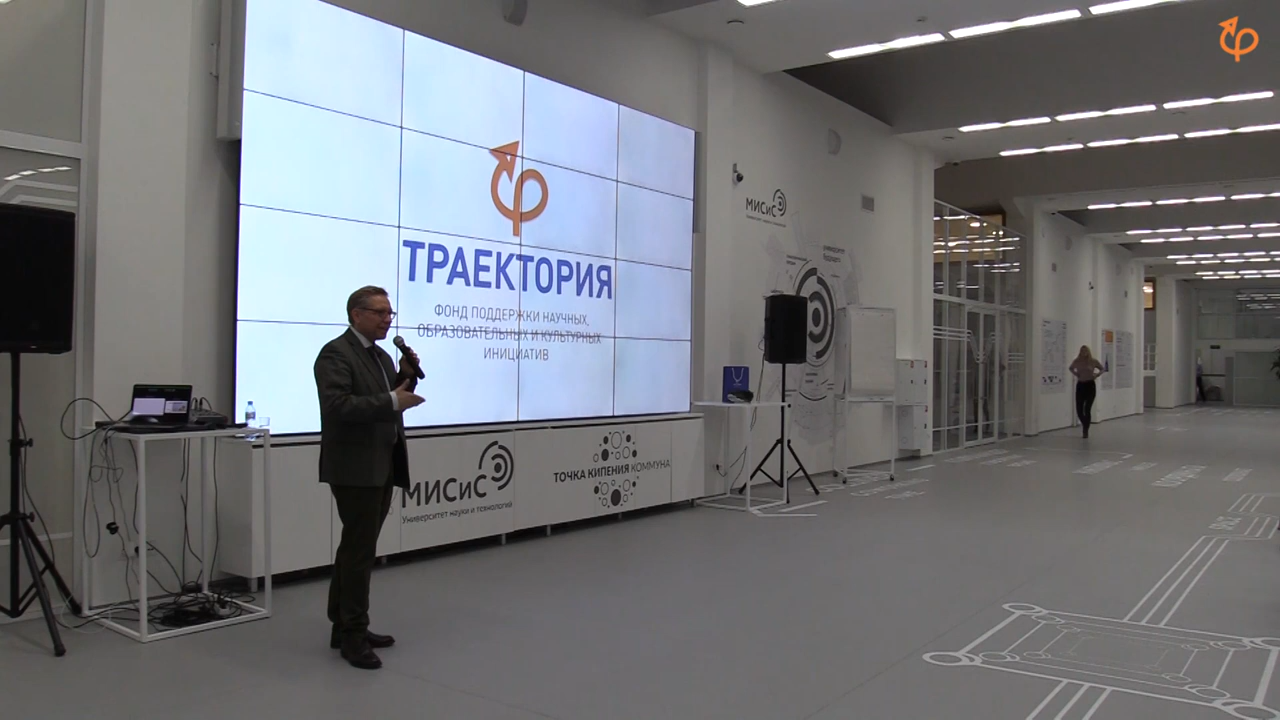 ТРАЕКТОРИЯ
ФОНД ПОДДЕРЖКИ НАУЧНЫХ,
ОБРАЗОВАТЕЛЬНЫХ И КУЛЬТУРНЫХ
ИНИЦИАТИВ
МИСиС
Университет науки и технологий
ТОЧКА КИПЕНИЯ КОММУНА
МИСиС